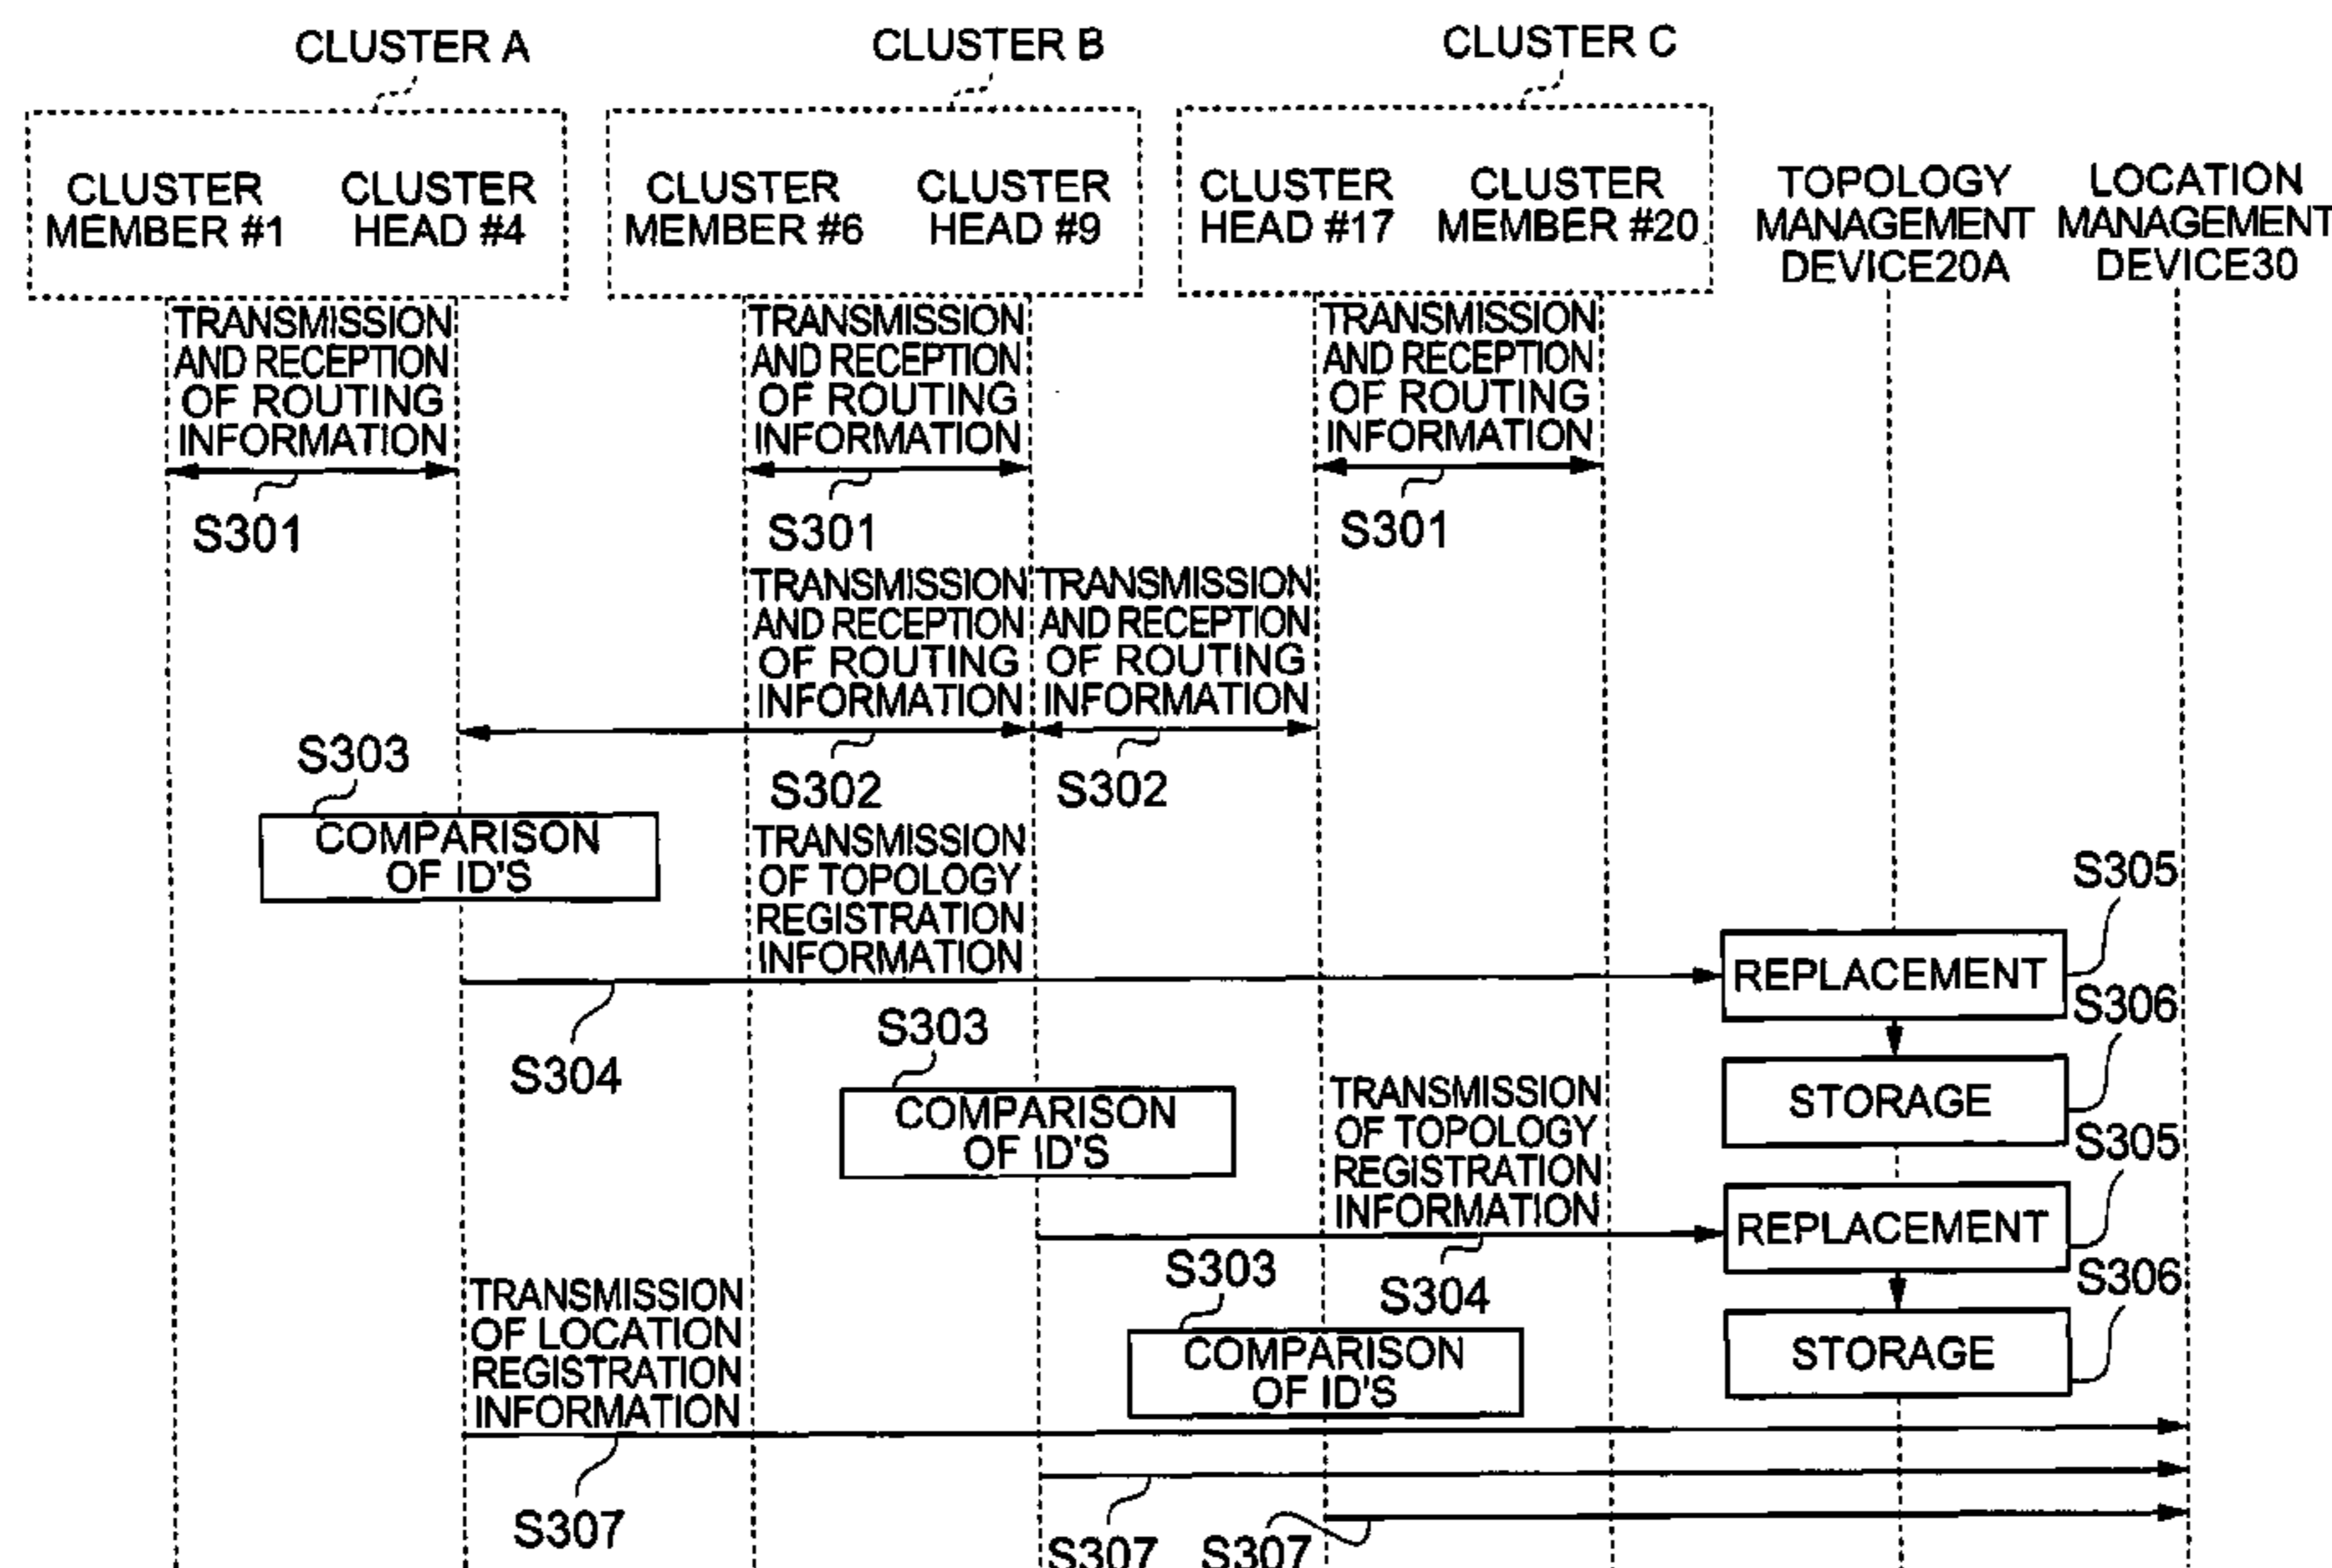 CLUSTER A
CLUSTER B
CLUSTER C
CLUSTER
MEMBER #1
CLUSTER
HEAD #4
CLUSTER
MEMBER #6
CLUSTER
HEAD #9
CLUSTER
HEAD #17
CLUSTER
MEMBER #20
TOPOLOGY
MANAGEMENT
DEVICE20A
LOCATION
MANAGEMENT
DEVICE30
TRANSMISSION
AND RECEPTION
OF ROUTING
INFORMATION
S301
TRANSMISSION
AND RECEPTION
OF ROUTING
INFORMATION
S301
TRANSMISSION
AND RECEPTION
OF ROUTING
INFORMATION
S301
TRANSMISSION
AND RECEPTION
OF ROUTING
INFORMATION
S302
TRANSMISSION
AND RECEPTION
OF ROUTING
INFORMATION
S302
S303
COMPARISON
OF ID'S
TRANSMISSION
OF TOPOLOGY
REGISTRATION
INFORMATION
S304
S305
REPLACEMENT
S306
STORAGE
S303
COMPARISON
OF ID'S
TRANSMISSION
OF TOPOLOGY
REGISTRATION
INFORMATION
S304
S305
REPLACEMENT
S306
STORAGE
S303
COMPARISON
OF ID'S
TRANSMISSION
OF LOCATION
REGISTRATION
INFORMATION
S307
S307
S307